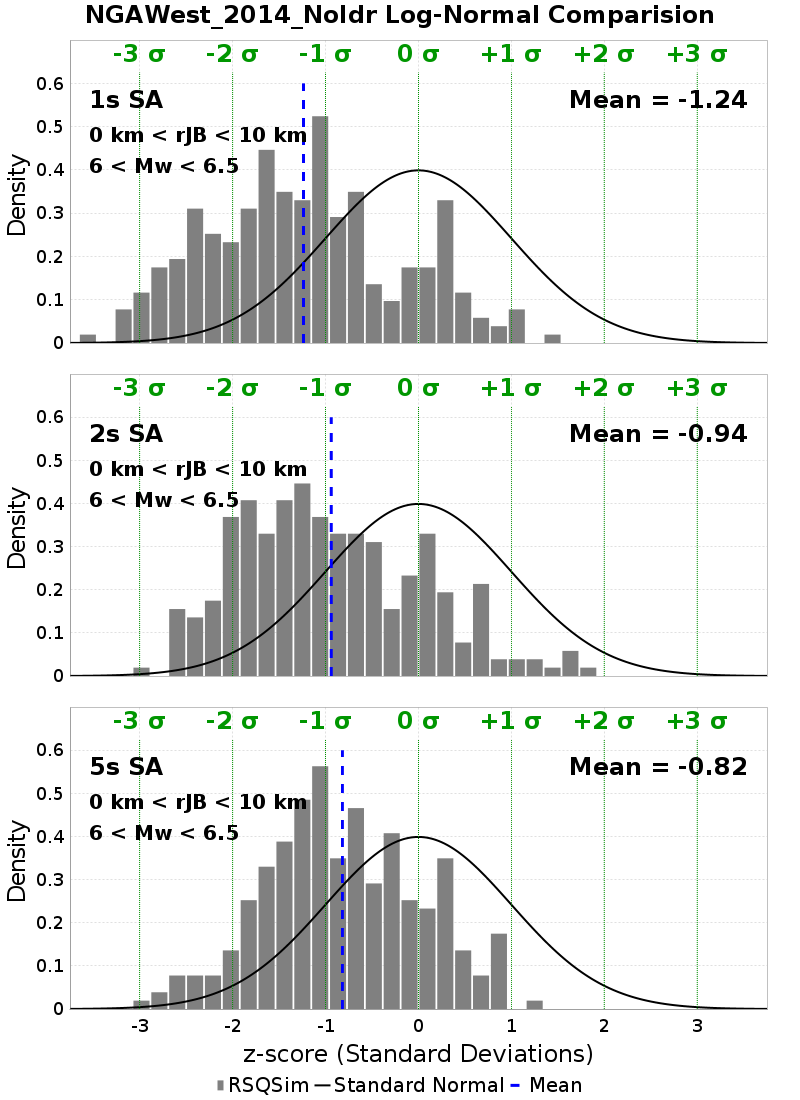 NGAWest_2014_NoIdr Log-Normal Comparision
-3 σ -2 σ -1 σ 0 σ +1 σ +2 σ +3 σ
1s SA Mean = -1.24
0 km < rJB < 10 km
6 < Mw < 6.5
Density
0.6
0.5
0.4
0.3
0.2
0.1
0
-3 σ -2 σ -1 σ 0 σ +1 σ +2 σ +3 σ
2s SA Mean = -0.94
0 km < rJB < 10 km
6 < Mw < 6.5
Density
0.6
0.5
0.4
0.3
0.2
0.1
0
-3 σ -2 σ -1 σ 0 σ +1 σ +2 σ +3 σ
5s SA Mean = -0.82
0 km < rJB < 10 km
6 < Mw < 6.5
Density
0.6
0.5
0.4
0.3
0.2
0.1
0
-3 -2 -1 0 1 2 3
z-score (Standard Deviations)
RSQSim Standard Normal Mean